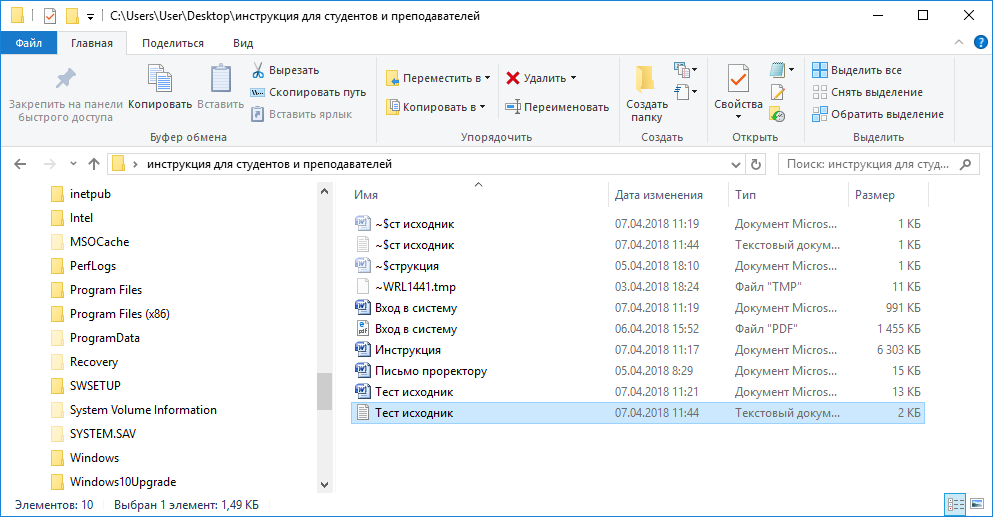 C:\Users\User\Desktop\инструкция для студентов и преподавателей
Файл Главная Поделиться Вид
Закрепить на панели быстрого доступа
Копировать
Вставить
Вырезать
Скопировать путь
Вставить ярлык
Буфер обмена
Переместить в
Копировать в
Удалить
Переименовать
Упорядочить
Создать папку
Создать
Свойства
Открыть
Выделить все
Снять выделение
Обратить выделение
Выделить
инструкция для студентов и преподавателей
Поиск: инструкция для студ...
inetpub
Intel
MSOCache
PerfLogs
Program Files
Program Files (x86)
ProgramData
Recovery
SWSETUP
System Volume Information
SYSTEM.SAV
Windows
Windows10Upgrade
Имя Дата изменения Тип Размер
~$ст исходник 07.04.2018 11:19 Документ Micros... 1 КБ
~$ст исходник 07.04.2018 11:44 Текстовый докум... 1 КБ
~$струкция 05.04.2018 18:10 Документ Micros... 1 КБ
~WRL1441.tmp 03.04.2018 18:24 Файл "TMP" 11 КБ
Вход в систему 07.04.2018 11:19 Документ Micros... 991 КБ
Вход в систему 06.04.2018 15:52 Файл "PDF" 1 455 КБ
Инструкция 07.04.2018 11:17 Документ Micros... 6 303 КБ
Письмо проректору 05.04.2018 8:29 Документ Micros... 15 КБ
Тест исходник 07.04.2018 11:21 Документ Micros... 13 КБ
Тест исходник 07.04.2018 11:44 Текстовый докум... 2 КБ
Элементов: 10 Выбран 1 элемент: 1,49 КБ